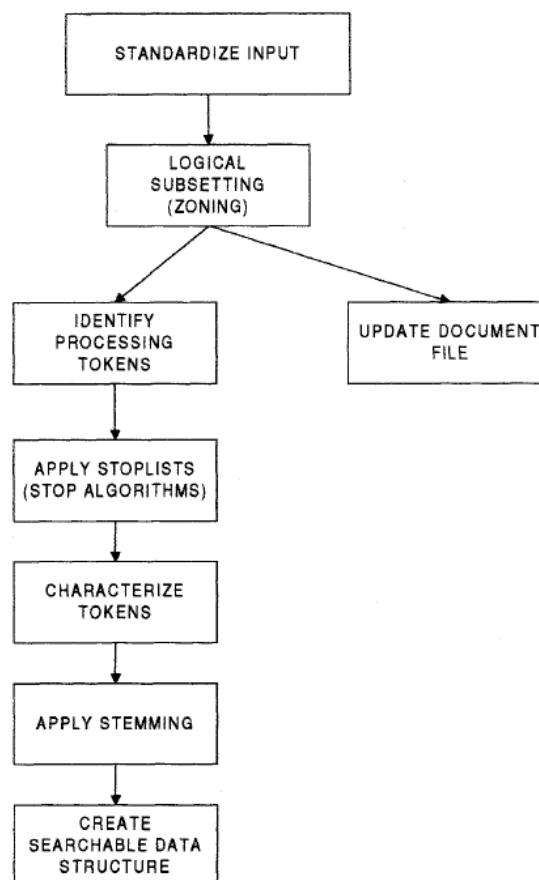 STANDARDIZE INPUT
LOGICAL
SUBSETTING
(ZONING)
IDENTIFY
PROCESSING
TOKENS
UPDATE DOCUMENT
FILE
APPLY STOPLISTS
(STOP ALGORITHMS)
CHARACTERIZE
TOKENS
APPLY STEMMING
CREATE
SEARCHABLE DATA
STRUCTURE